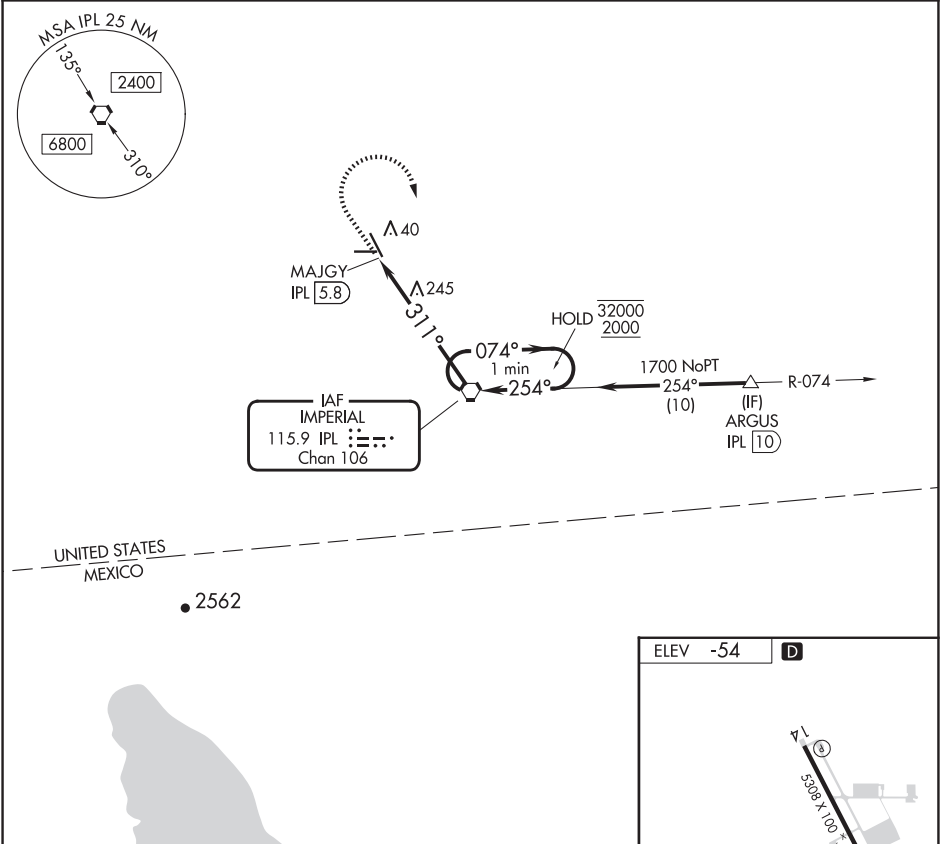 MSA IPL 25 NM
135°
2400
6800
310°
40
MAJGY
IPL 5.8
245
311°
HOLD 32000
2000
074°
1 min
254°
1700 NoPT
254°
(10)
R-074
(IF)
ARGUS
IPL 10
IAF
IMPERIAL
115.9 IPL
Chan 106
UNITED STATES
MEXICO
2562
ELEV -54 D
14
P
5308 X 100